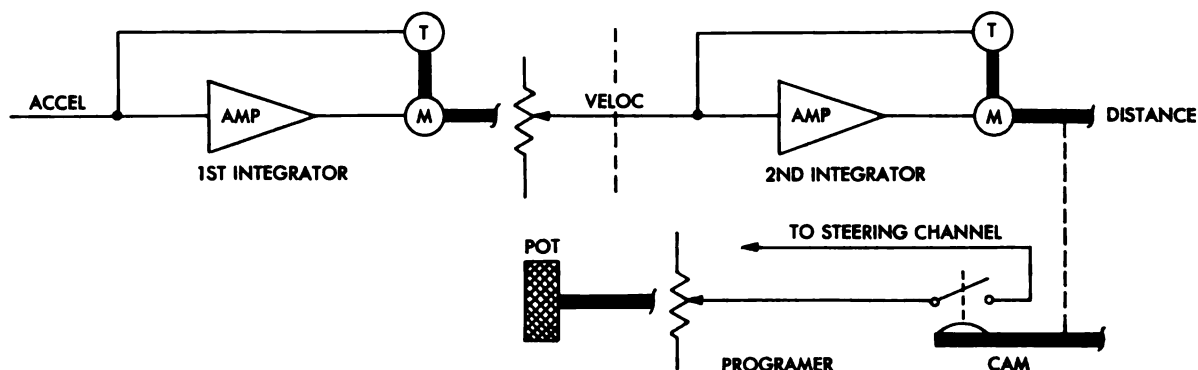 T
T
ACCEL
AMP
M
VELOC
AMP
M
DISTANCE
1ST INTEGRATOR
2ND INTEGRATOR
TO STEERING CHANNEL
POT
PROGRAMER
CAM